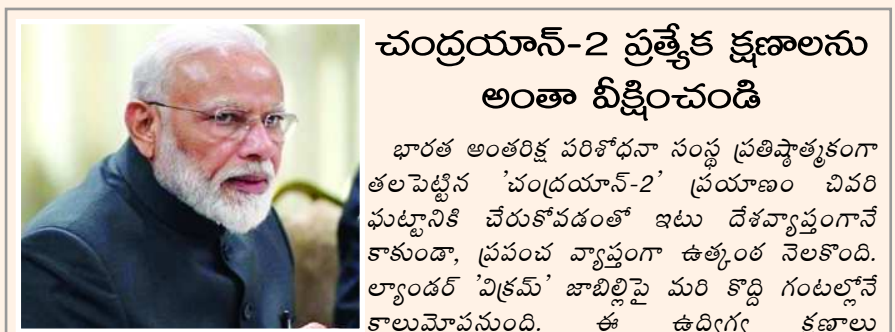 చంద్రయాన్-2 ప్రత్యేక క్షణాలను
అంతా వీక్షించండి
భారత అంతరిక్ష పరిశోధనా సంస్థ ప్రతిష్ఠాత్మకంగా
తలపెట్టిన 'చంద్రయాన్-2' ప్రయాణం చివరి
ఘట్టానికి చేరుకోవడంతో ఇటు దేశవ్యాప్తంగానే
కాకుండా, ప్రపంచ వ్యాప్తంగా ఉత్కంఠ నెలకొంది.
ల్యాండర్ 'విక్రమ్' జాబిల్లిపై మరి కొద్ది గంటల్లోనే
కాలుమోపనుంది. ఈ ఉద్విగ్న క్షణాలు